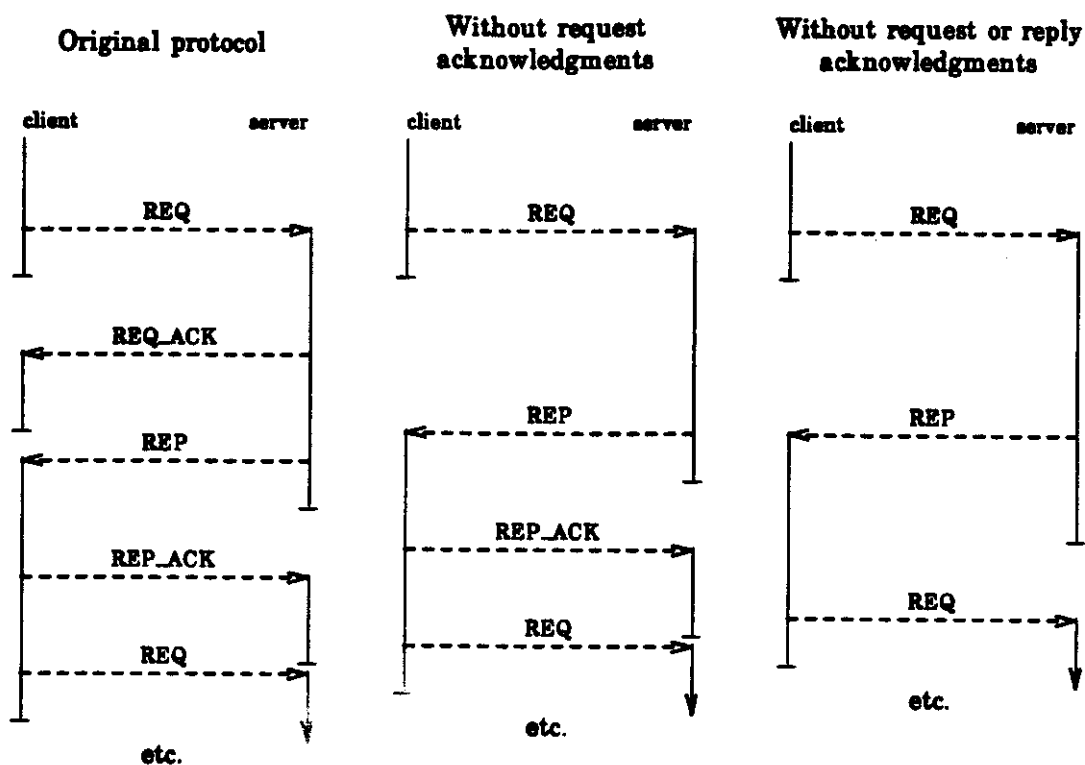 Original protocol
client server
REQ
REQ_ACK
REP
REP_ACK
REQ
etc.
Without request
acknowledgments
client server
REQ
REP
REP_ACK
REQ
etc.
Without request or reply
acknowledgments
client server
REQ
REP
REQ
etc.